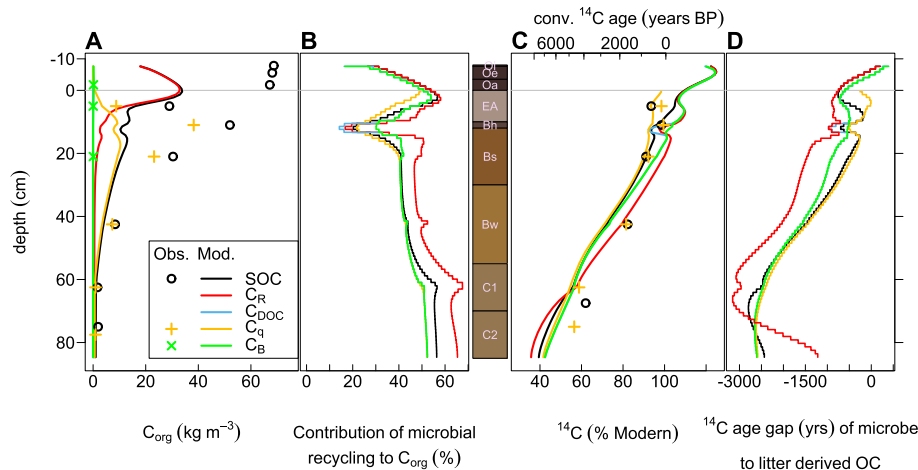 conv. ¹⁴C age (years BP)
6000 4000 2000 0
A B C D
-10 0 20 40 60 80
depth (cm)
Obs. Mod.
SOC
C_R
C_DOC
C_q
C_B
Oe
Oa
EA
Bh
Bs
Bw
C1
C2
0 20 40 60
0 20 40 60 80
40 60 80 100
-3000 -1500 0
C_org (kg m⁻³)
Contribution of microbial
recycling to C_org (%)
¹⁴C (% Modern)
¹⁴C age gap (yrs) of microbe
to litter derived OC